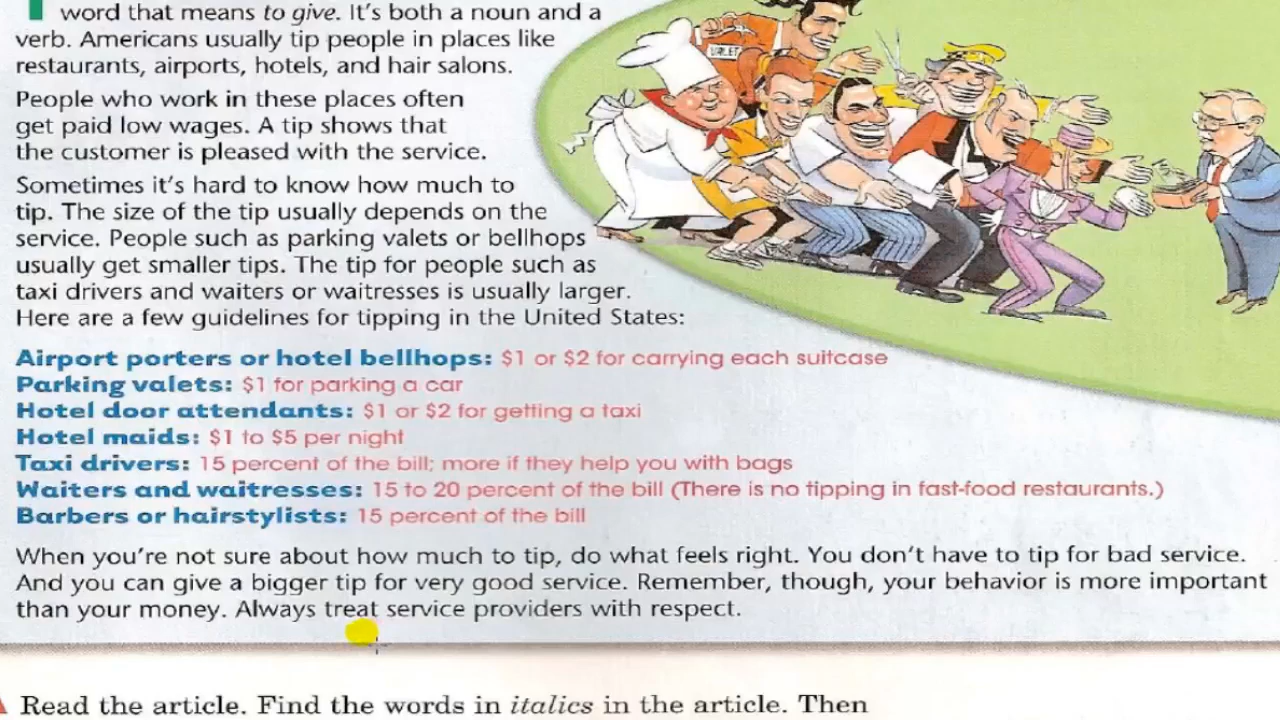 word that means to give. It's both a noun and a
verb. Americans usually tip people in places like
restaurants, airports, hotels, and hair salons.
People who work in these places often
get paid low wages. A tip shows that
the customer is pleased with the service.
Sometimes it's hard to know how much to
tip. The size of the tip usually depends on the
service. People such as parking valets or bellhops
usually get smaller tips. The tip for people such as
taxi drivers and waiters or waitresses is usually larger.
Here are a few guidelines for tipping in the United States:
VALET
Airport porters or hotel bellhops: $1 or $2 for carrying each suitcase
Parking valets: $1 for parking a car
Hotel door attendants: $1 or $2 for getting a taxi
Hotel maids: $1 to $5 per night
Taxi drivers: 15 percent of the bill; more if they help you with bags
Waiters and waitresses: 15 to 20 percent of the bill (There is no tipping in fast-food restaurants.)
Barbers or hairstylists: 15 percent of the bill
When you're not sure about how much to tip, do what feels right. You don't have to tip for bad service.
And you can give a bigger tip for very good service. Remember, though, your behavior is more important
than your money. Always treat service providers with respect.
Read the article. Find the words in italics in the article. Then